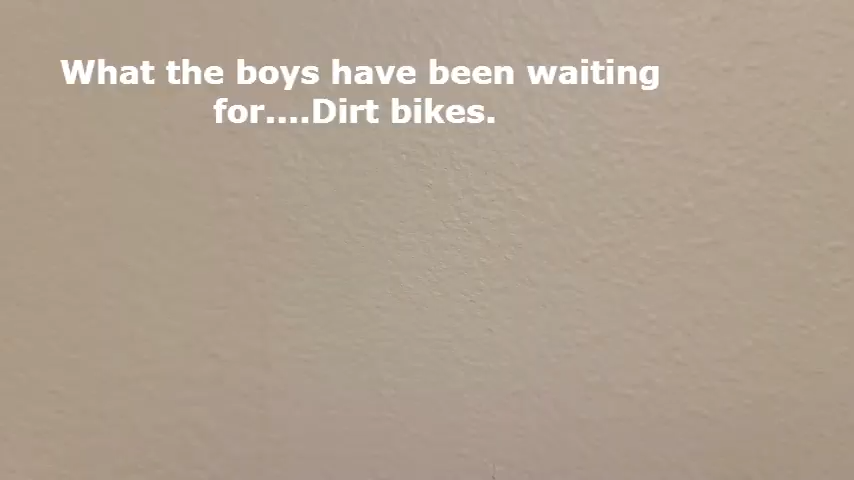 What the boys have been waiting
for....Dirt bikes.